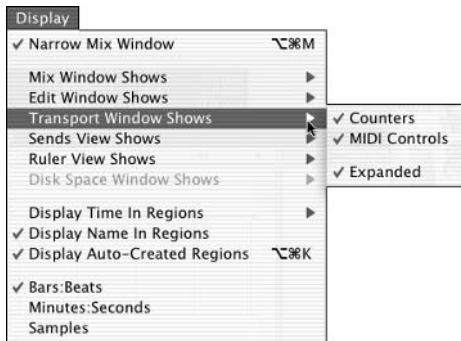 Display
✓ Narrow Mix Window ⌥⌘M
Mix Window Shows
Edit Window Shows
Transport Window Shows
✓ Counters
✓ MIDI Controls
✓ Expanded
Sends View Shows
Ruler View Shows
Disk Space Window Shows
Display Time In Regions
✓ Display Name In Regions
✓ Display Auto-Created Regions ⌥⌘K
✓ Bars:Beats
Minutes:Seconds
Samples